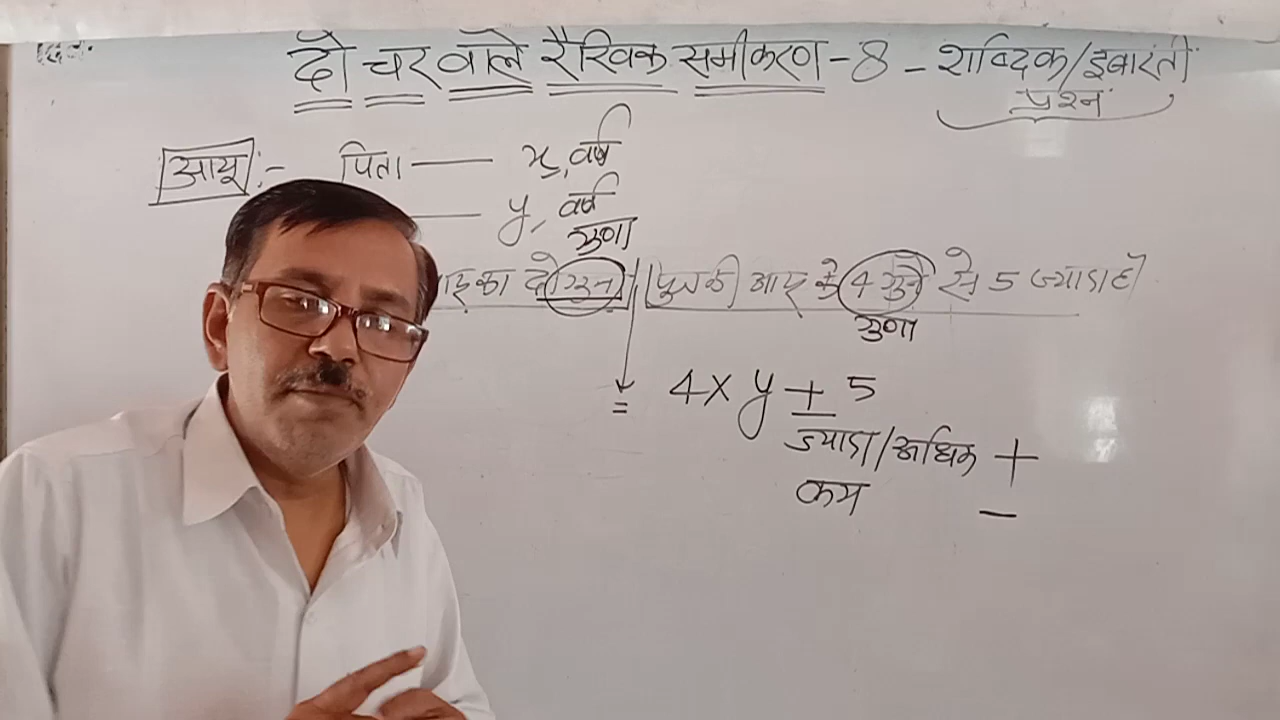 दो चर वाले रैखिक समीकरण - 8 - शाब्दिक/इबारती
प्रश्न
आयु :- पिता — x, वर्ष
— y, वर्ष
गुणा
का दो गुना पुत्र की आयु के 4 गुने से 5 ज्यादा है
गुणा
= 4 x y + 5
ज्यादा/अधिक +
कम -